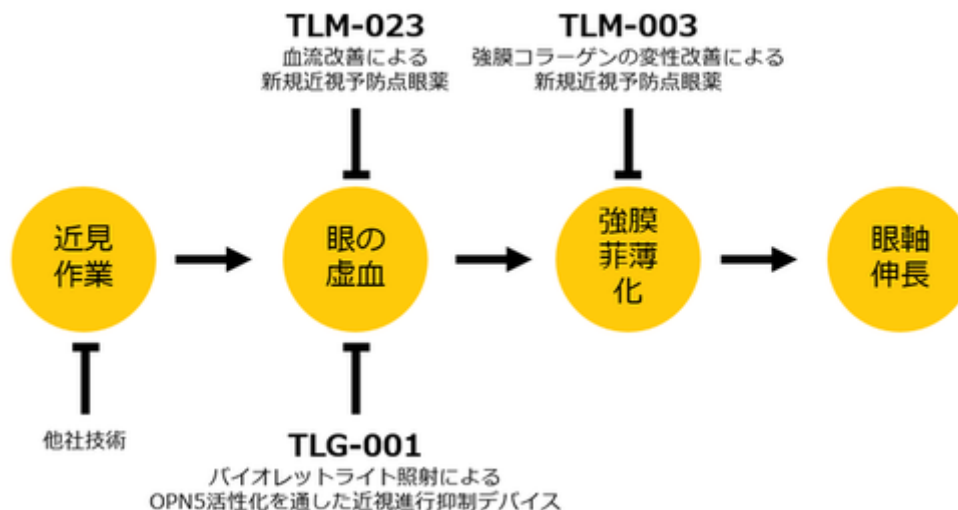 TLM-023
血流改善による
新規近視予防点眼薬
TLM-003
強膜コラーゲンの変性改善による
新規近視予防点眼薬
近見
作業
眼の
虚血
強膜
菲薄
化
眼軸
伸長
他社技術
TLG-001
バイオレットライト照射による
OPN5活性化を通した近視進行抑制デバイス